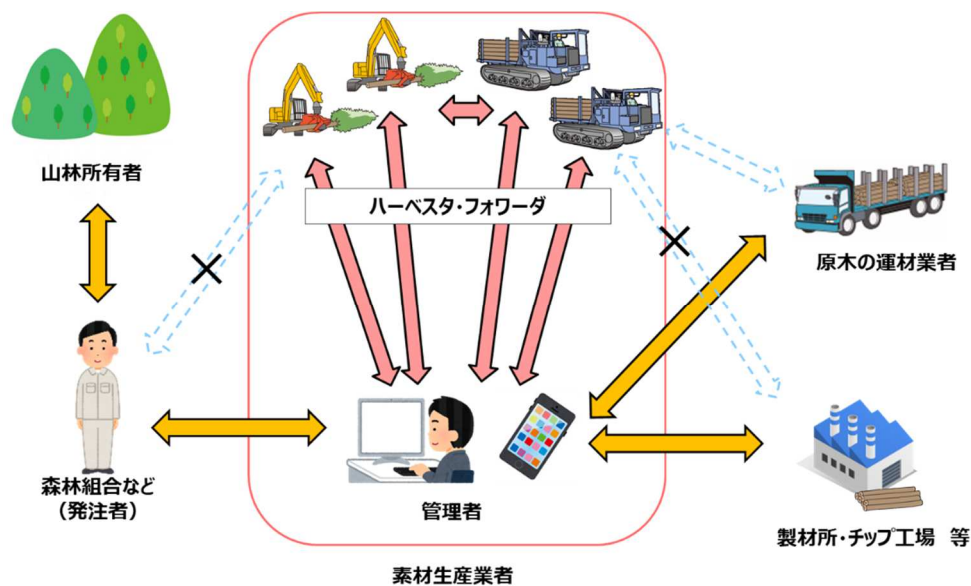 山林所有者
ハーベスタ・フォワーダ
原木の運材業者
森林組合など
（発注者）
管理者
製材所・チップ工場 等
素材生産業者